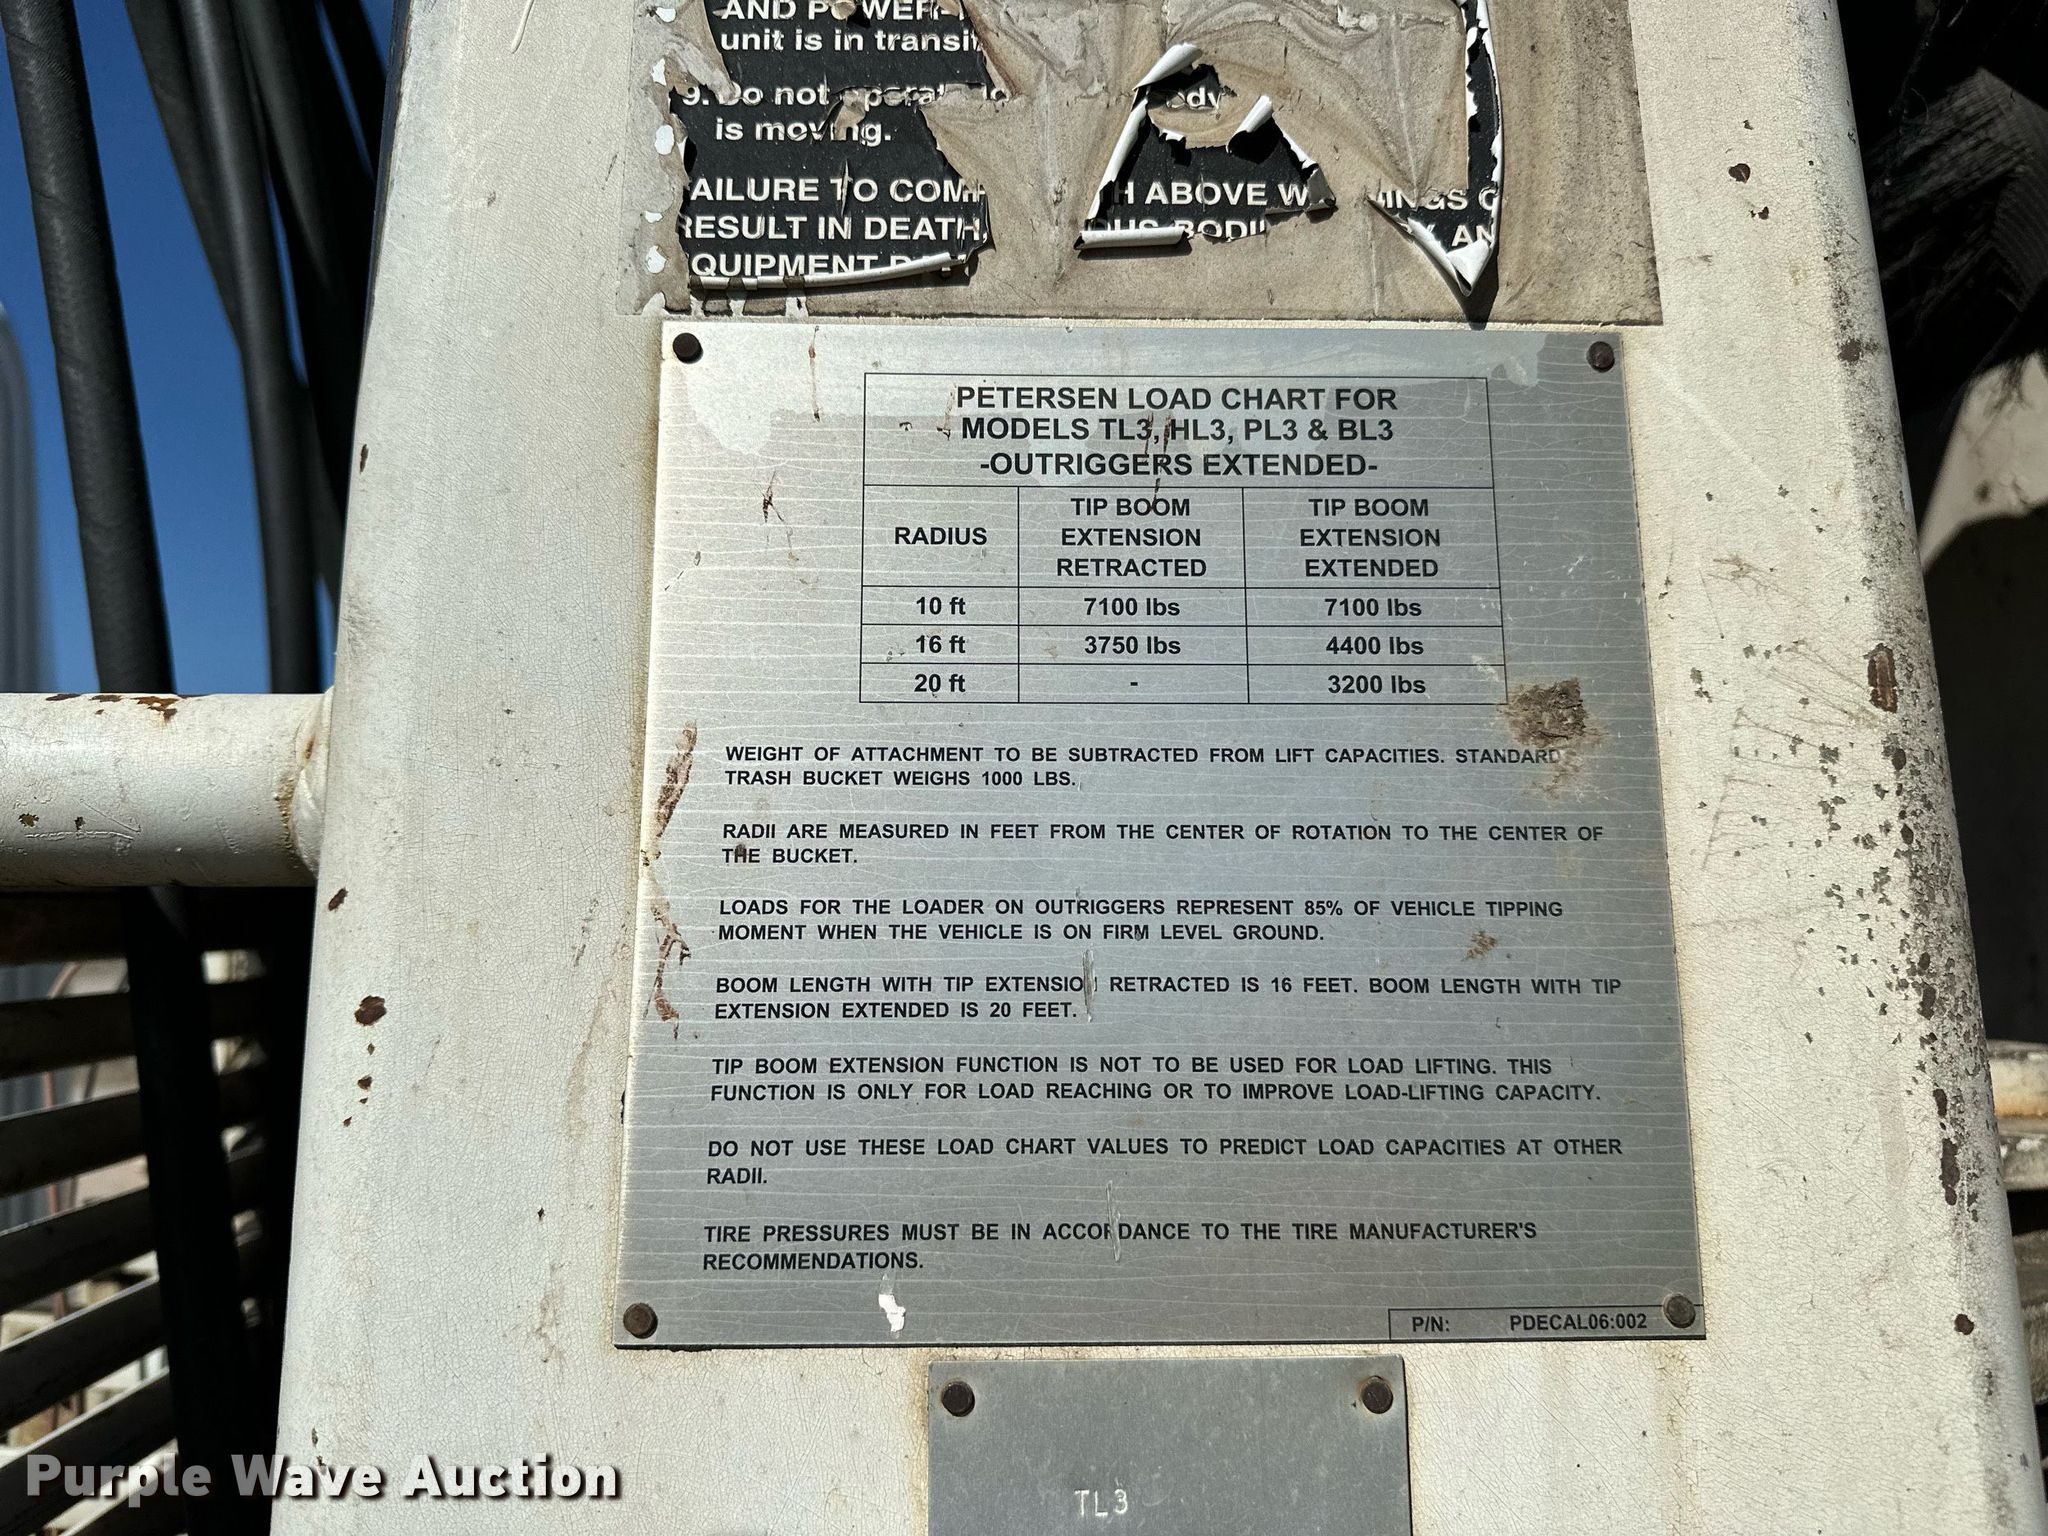 unit is in transit
9. Do not
is moving.
AILURE TO COM H ABOVE W
RESULT IN DEATH,
QUIPMENT
PETERSEN LOAD CHART FOR
MODELS TL3, HL3, PL3 & BL3
-OUTRIGGERS EXTENDED-
RADIUS
TIP BOOM
EXTENSION
RETRACTED
TIP BOOM
EXTENSION
EXTENDED
10 ft 7100 lbs 7100 lbs
16 ft 3750 lbs 4400 lbs
20 ft - 3200 lbs
WEIGHT OF ATTACHMENT TO BE SUBTRACTED FROM LIFT CAPACITIES. STANDARD
TRASH BUCKET WEIGHS 1000 LBS.
RADII ARE MEASURED IN FEET FROM THE CENTER OF ROTATION TO THE CENTER OF
THE BUCKET.
LOADS FOR THE LOADER ON OUTRIGGERS REPRESENT 85% OF VEHICLE TIPPING
MOMENT WHEN THE VEHICLE IS ON FIRM LEVEL GROUND.
BOOM LENGTH WITH TIP EXTENSION RETRACTED IS 16 FEET. BOOM LENGTH WITH TIP
EXTENSION EXTENDED IS 20 FEET.
TIP BOOM EXTENSION FUNCTION IS NOT TO BE USED FOR LOAD LIFTING. THIS
FUNCTION IS ONLY FOR LOAD REACHING OR TO IMPROVE LOAD-LIFTING CAPACITY.
DO NOT USE THESE LOAD CHART VALUES TO PREDICT LOAD CAPACITIES AT OTHER
RADII.
TIRE PRESSURES MUST BE IN ACCORDANCE TO THE TIRE MANUFACTURER'S
RECOMMENDATIONS.
P/N: PDECAL06:002
TL3
Purple Wave Auction